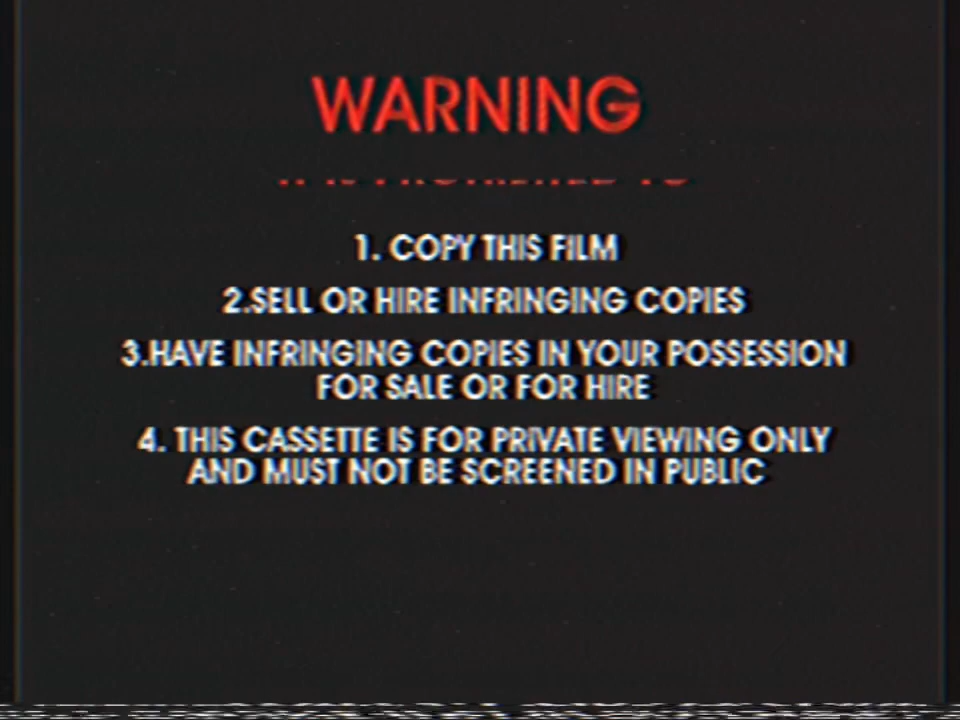 WARNING
1. COPY THIS FILM
2.SELL OR HIRE INFRINGING COPIES
3.HAVE INFRINGING COPIES IN YOUR POSSESSION
FOR SALE OR FOR HIRE
4. THIS CASSETTE IS FOR PRIVATE VIEWING ONLY
AND MUST NOT BE SCREENED IN PUBLIC